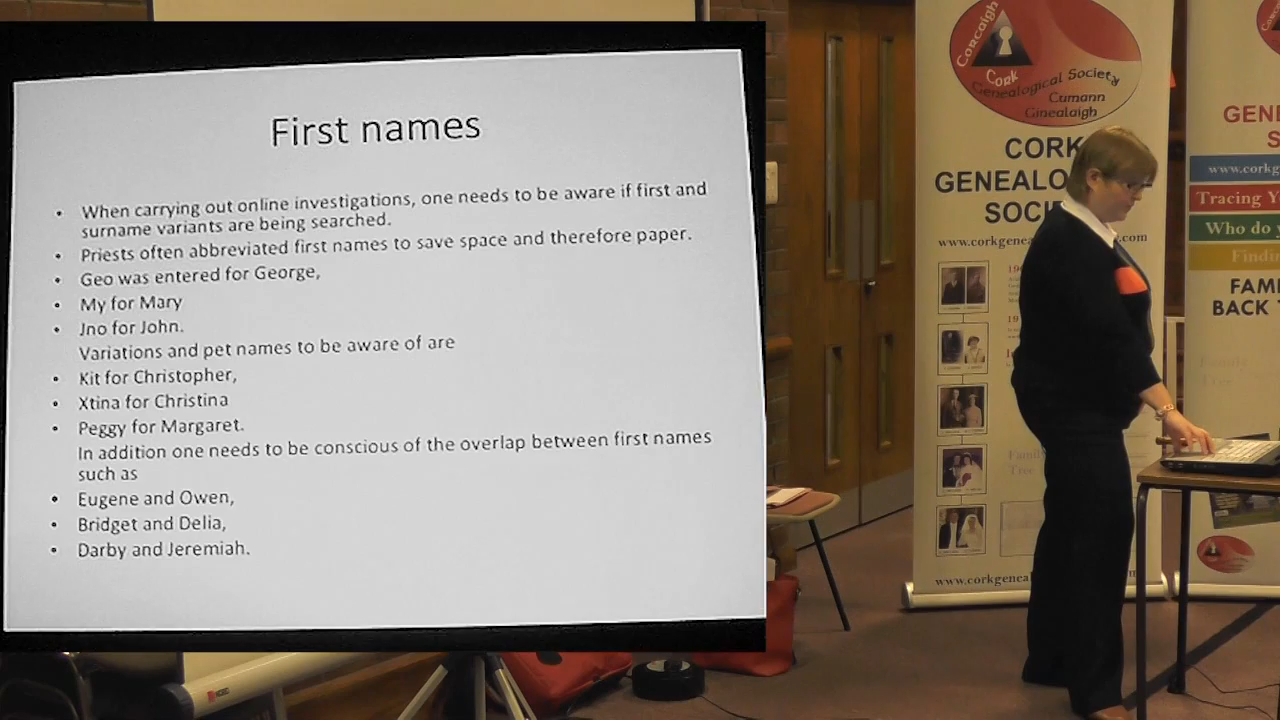 First names
• When carrying out online investigations, one needs to be aware if first and
surname variants are being searched.
• Priests often abbreviated first names to save space and therefore paper.
• Geo was entered for George,
• My for Mary
• Jno for John.
Variations and pet names to be aware of are
• Kit for Christopher,
• Xtina for Christina
• Peggy for Margaret.
In addition one needs to be conscious of the overlap between first names
such as
• Eugene and Owen,
• Bridget and Delia,
• Darby and Jeremiah.
Corcaigh
Cork
Genealogical Society
Cumann
Ginealaigh
CORK
GENEALO
SOCI
www.corkgenea
.com
www.corkgenea
GEN
S
www.corkg
Tracing Y
Who do y
Findin
FAM
BACK
Family
Tree